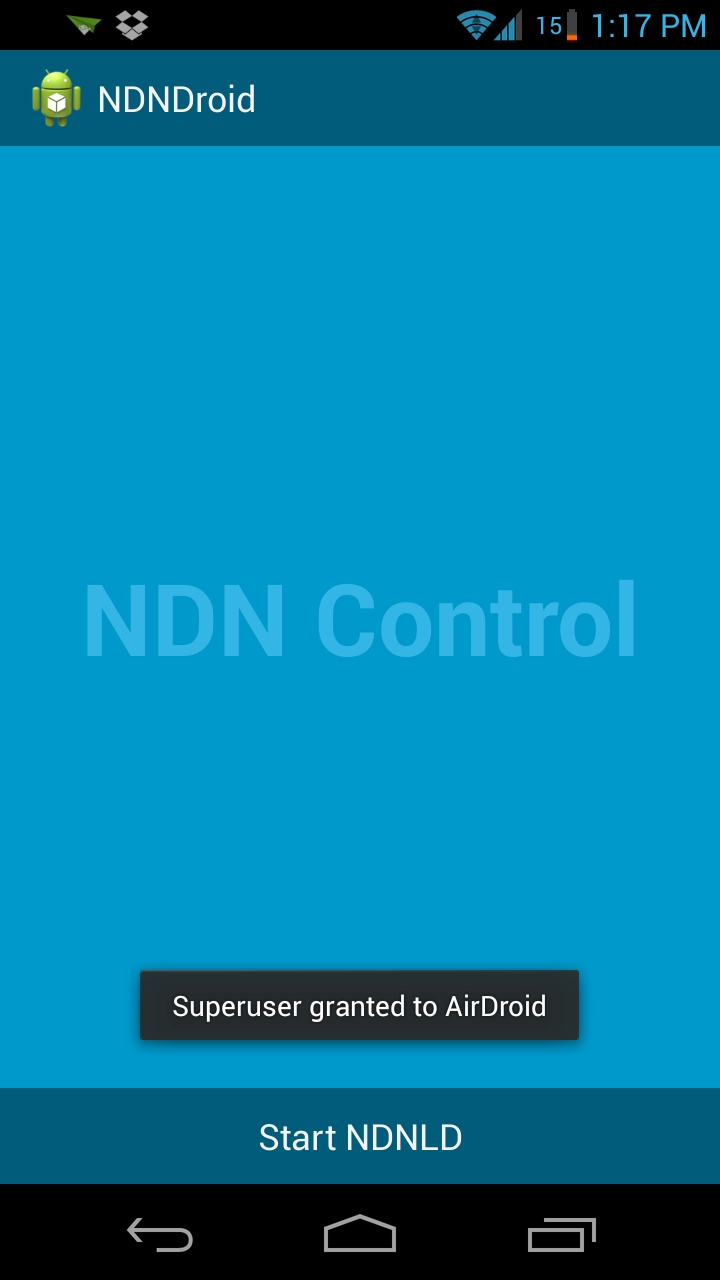 15 1:17 PM
NDNDroid
NDN Control
Superuser granted to AirDroid
Start NDNLD